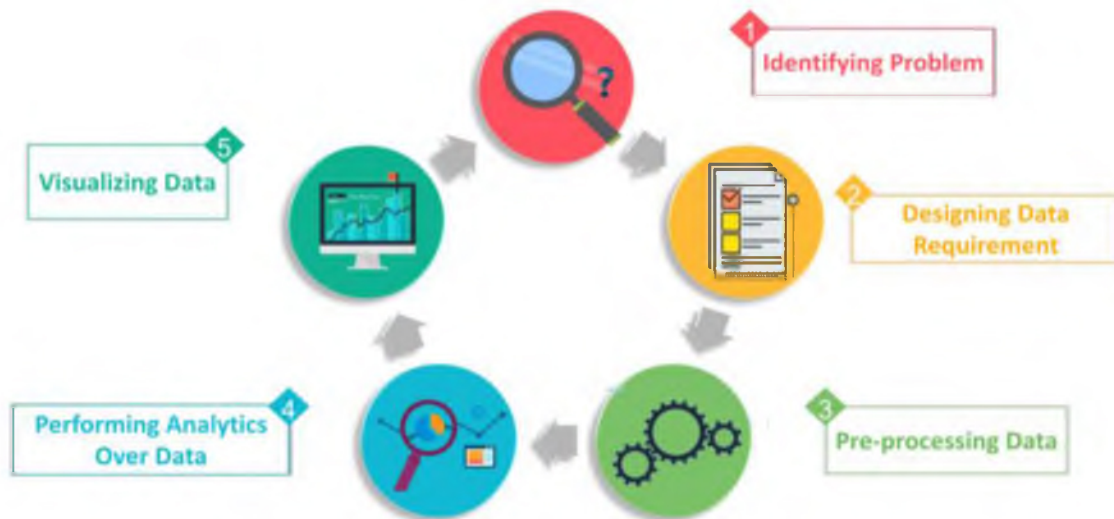 1
Identifying Problem
?
2
Designing Data
Requirement
3
Pre-processing Data
4
Performing Analytics
Over Data
5
Visualizing Data